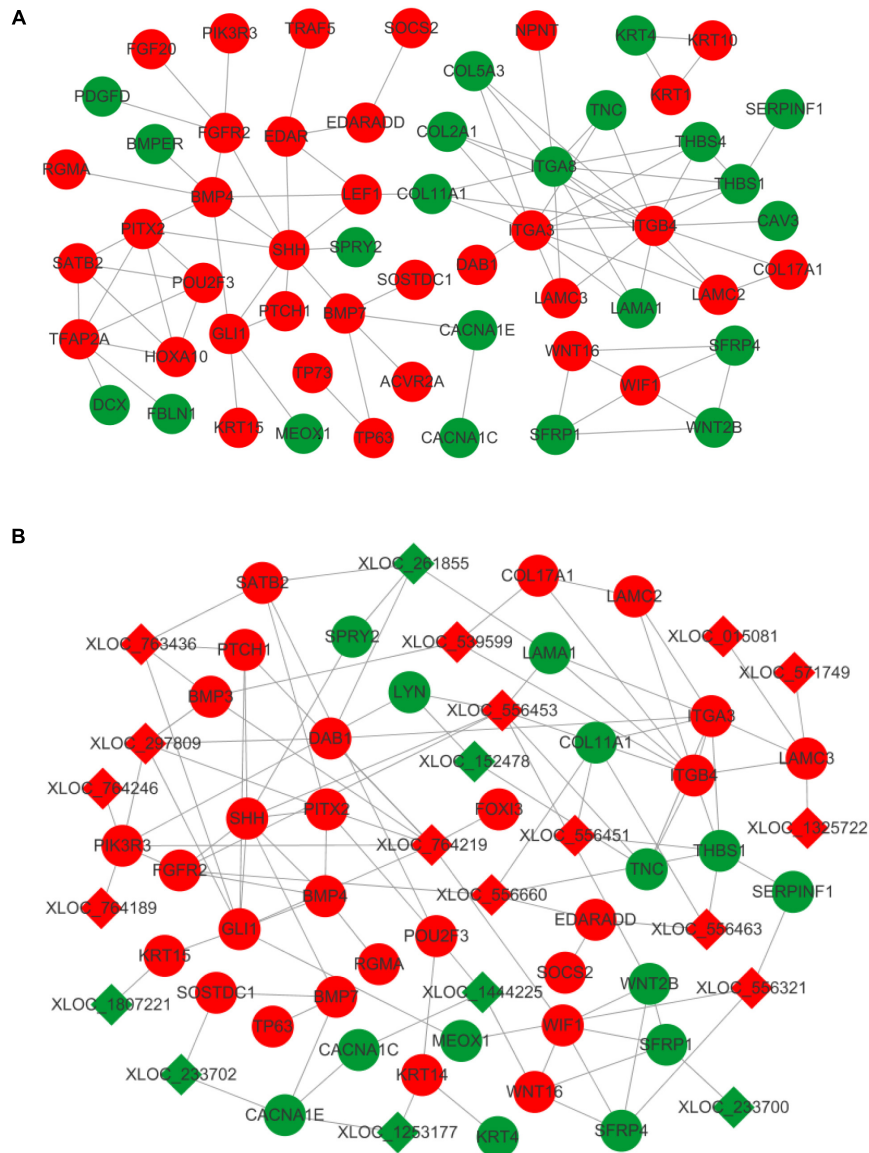 A
PIK3R3
TRAF5
SOCS2
NPNT
FGF20
KRT4
KRT10
COL5A3
PDGFD
KRT1
TNC
SERPINF1
FGFR2
EDAR
EDARADD
COL2A1
THBS4
BMPER
ITGA8
RGMA
BMP4
LEF1
COL11A1
THBS1
PITX2
ITGA3
ITGB4
CAV3
SHH
SPRY2
SATB2
DAB1
COL17A1
POU2F3
SOSTDC1
LAMC3
LAMC2
PTCH1
BMP7
LAMA1
TFAP2A
GLI1
CACNA1E
HOXA10
WNT16
SFRP4
TP73
ACVR2A
WIF1
DCX
FBLN1
KRT15
MEOX1
TP63
CACNA1C
SFRP1
WNT2B
B
XLOC_261855
SATB2
COL17A1
LAMC2
SPRY2
XLOC_763436
PTCH1
XLOC_539599
XLOC_015081
LAMA1
XLOC_571749
BMP3
LYN
XLOC_556453
ITGA3
XLOC_297809
DAB1
COL11A1
XLOC_152478
LAMC3
ITGB4
XLOC_764246
SHH
PITX2
FOXI3
XLOC_1325722
PIK3R3
XLOC_764219
XLOC_556451
THBS1
FGFR2
TNC
XLOC_764189
BMP4
XLOC_556660
SERPINF1
GLI1
EDARADD
XLOC_556463
POU2F3
KRT15
RGMA
SOCS2
WNT2B
XLOC_556321
XLOC_1807221
SOSTDC1
BMP7
XLOC_1444225
TP63
WIF1
CACNA1C
MEOX1
SFRP1
XLOC_233702
KRT14
WNT16
CACNA1E
XLOC_1253177
KRT4
SFRP4
XLOC_233700